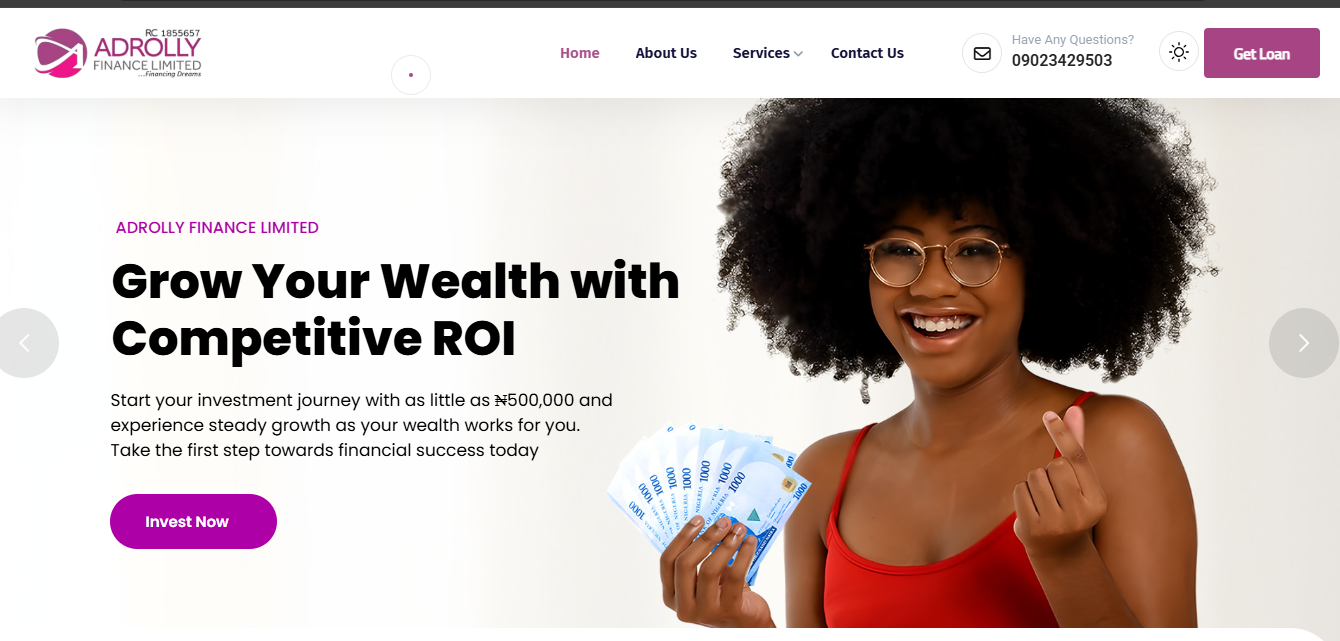 RC 1855657
ADROLLY
FINANCE LIMITED
...Financing Dreams
Home
About Us
Services
Contact Us
Have Any Questions?
09023429503
Get Loan
ADROLLY FINANCE LIMITED
Grow Your Wealth with
Competitive ROI
Start your investment journey with as little as ₦500,000 and
experience steady growth as your wealth works for you.
Take the first step towards financial success today
Invest Now
1000
1000
1000
1000
1000
1000
1000
1000